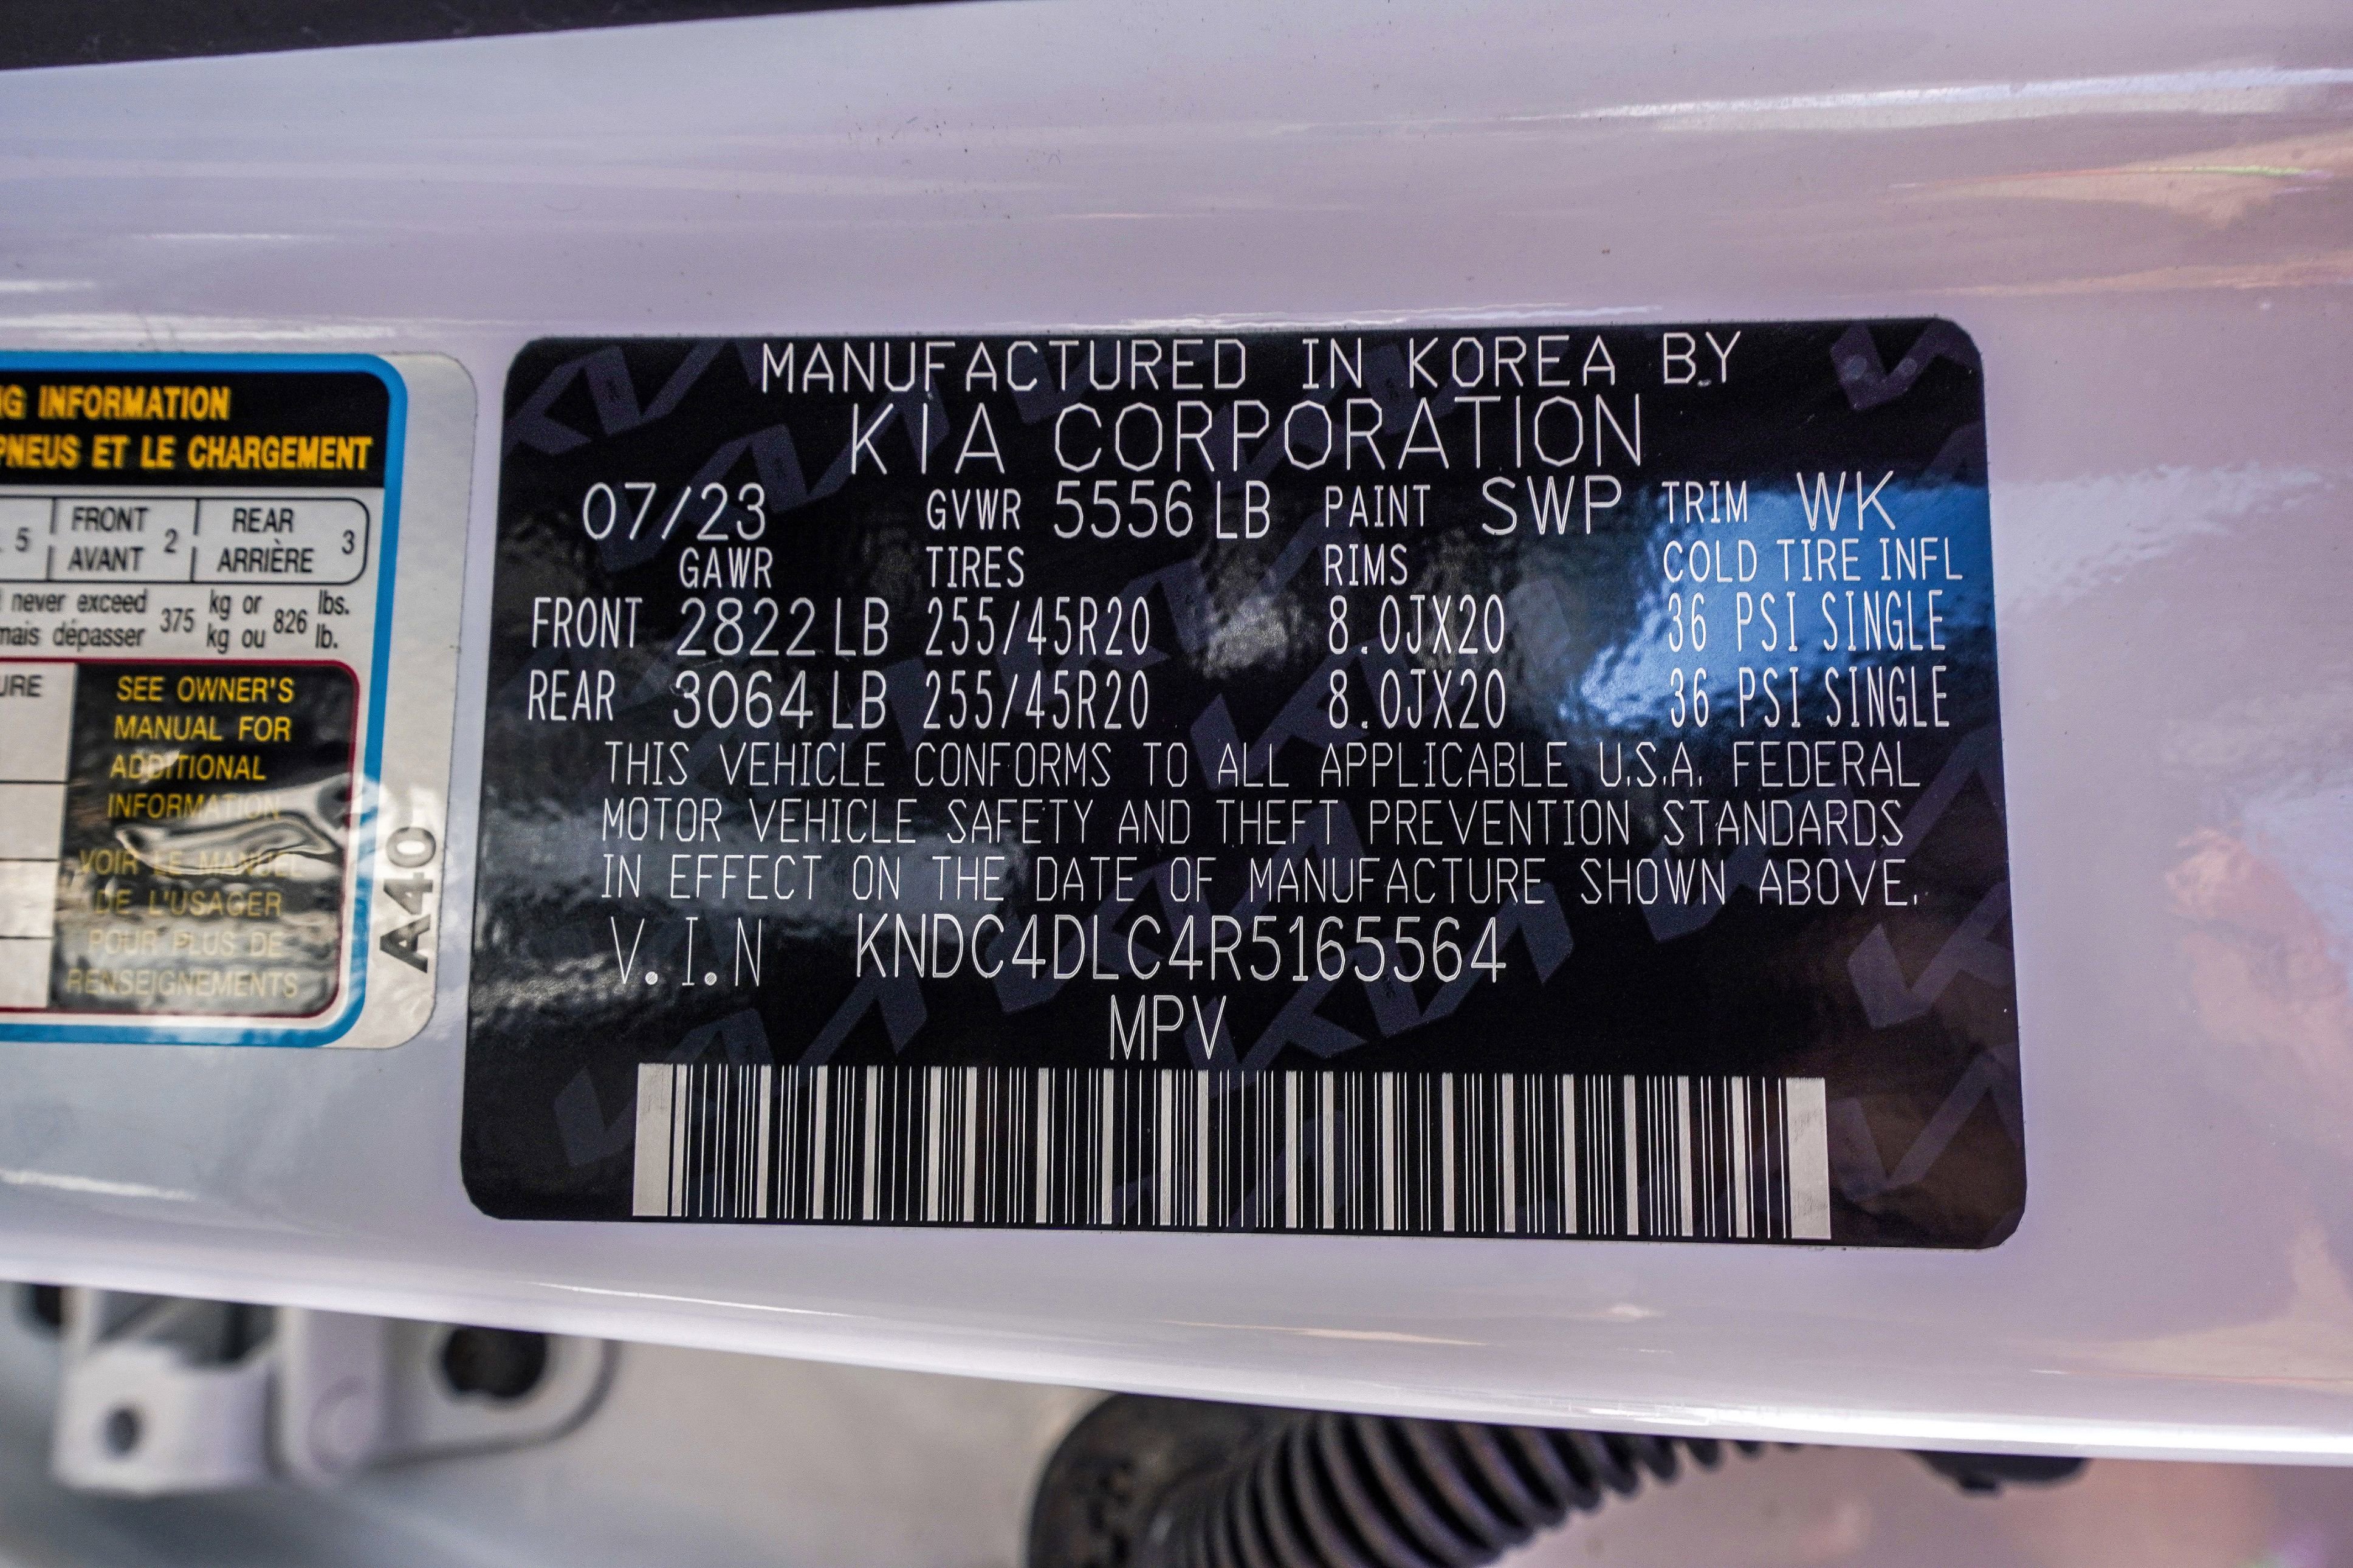 NG INFORMATION
PNEUS ET LE CHARGEMENT
5 FRONT 2 REAR 3
AVANT ARRIÈRE
never exceed 375 kg or 826 lbs.
mais dépasser kg ou lb.
SEE OWNER'S
MANUAL FOR
ADDITIONAL
INFORMATION
VOIR LE MANUEL
DE L'USAGER
POUR PLUS DE
RENSEIGNEMENTS
A40
MANUFACTURED IN KOREA BY
KIA CORPORATION
07/23 GVWR 5556 LB PAINT SWP TRIM WK
GAWR TIRES RIMS COLD TIRE INFL
FRONT 2822 LB 255/45R20 8.0JX20 36 PSI SINGLE
REAR 3064 LB 255/45R20 8.0JX20 36 PSI SINGLE
THIS VEHICLE CONFORMS TO ALL APPLICABLE U.S.A. FEDERAL
MOTOR VEHICLE SAFETY AND THEFT PREVENTION STANDARDS
IN EFFECT ON THE DATE OF MANUFACTURE SHOWN ABOVE.
V.I.N KNDC4DLC4R5165564
MPV